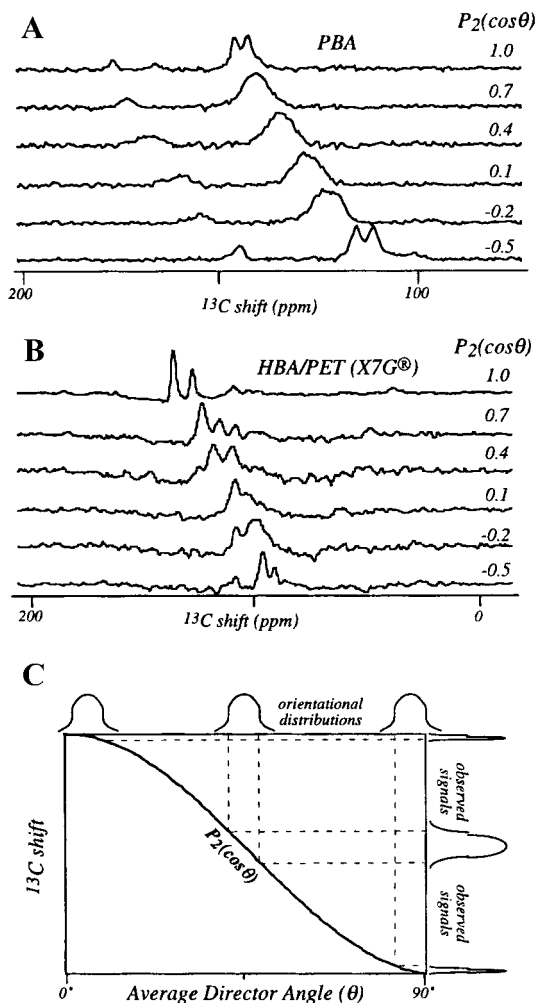 A
PBA
P₂(cosθ)
1.0
0.7
0.4
0.1
-0.2
-0.5
200
13C shift (ppm)
100
B
HBA/PET (X7G®)
P₂(cosθ)
1.0
0.7
0.4
0.1
-0.2
-0.5
200
13C shift (ppm)
0
C
orientational
distributions
13C shift
P₂(cosθ)
observed
signals
observed
signals
0°
Average Director Angle (θ)
90°